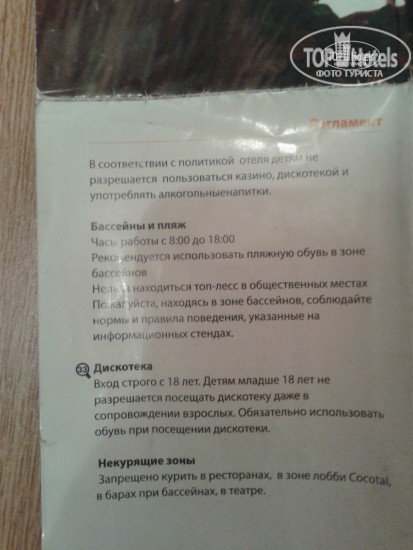 TOP Hotels
ФОТО ТУРИСТА
Регламент
В соответствии с политикой отеля детям не
разрешается пользоваться казино, дискотекой и
употреблять алкогольныенапитки.
Бассейны и пляж
Часы работы с 8:00 до 18:00
Рекомендуется использовать пляжную обувь в зоне
бассейнов
Нельзя находиться топ-лесс в общественных местах
Пожалуйста, находясь в зоне бассейнов, соблюдайте
нормы и правила поведения, указанные на
информационных стендах.
33 Дискотека
Вход строго с 18 лет. Детям младше 18 лет не
разрешается посещать дискотеку даже в
сопровождении взрослых. Обязательно использовать
обувь при посещении дискотеки.
Некурящие зоны
Запрещено курить в ресторанах, в зоне лобби Cocotal,
в барах при бассейнах, в театре.